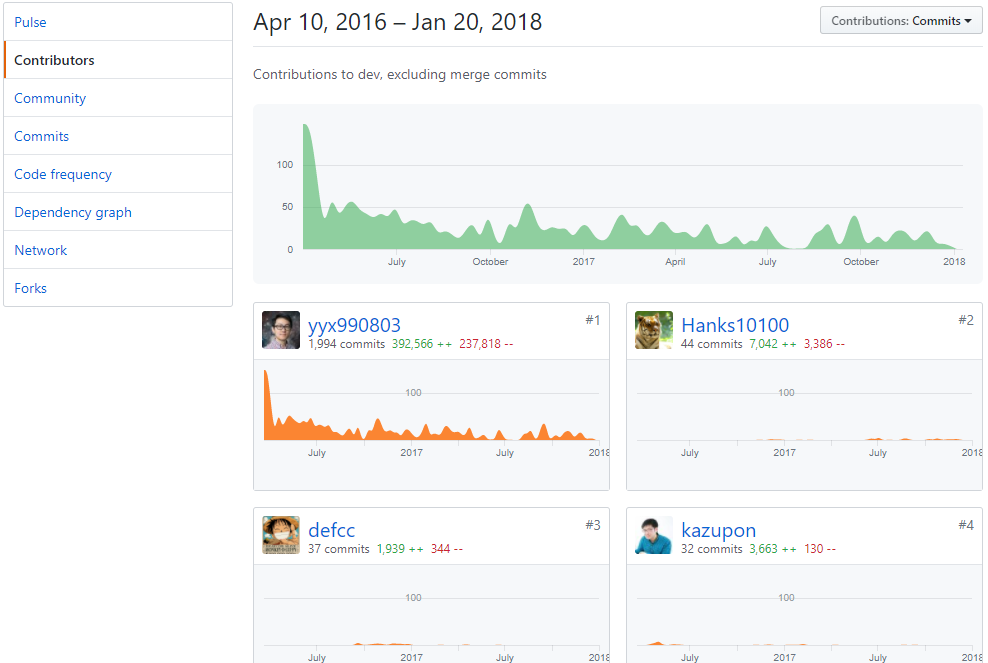 Pulse
Contributors
Community
Commits
Code frequency
Dependency graph
Network
Forks
Apr 10, 2016 – Jan 20, 2018
Contributions: Commits
Contributions to dev, excluding merge commits
100
50
0
July October 2017 April July October 2018
yyx990803 #1
1,994 commits 392,566 ++ 237,818 --
100
July 2017 July 2018
Hanks10100 #2
44 commits 7,042 ++ 3,386 --
100
July 2017 July 2018
defcc #3
37 commits 1,939 ++ 344 --
100
July 2017 July 2018
kazupon #4
32 commits 3,663 ++ 130 --
100
July 2017 July 2018